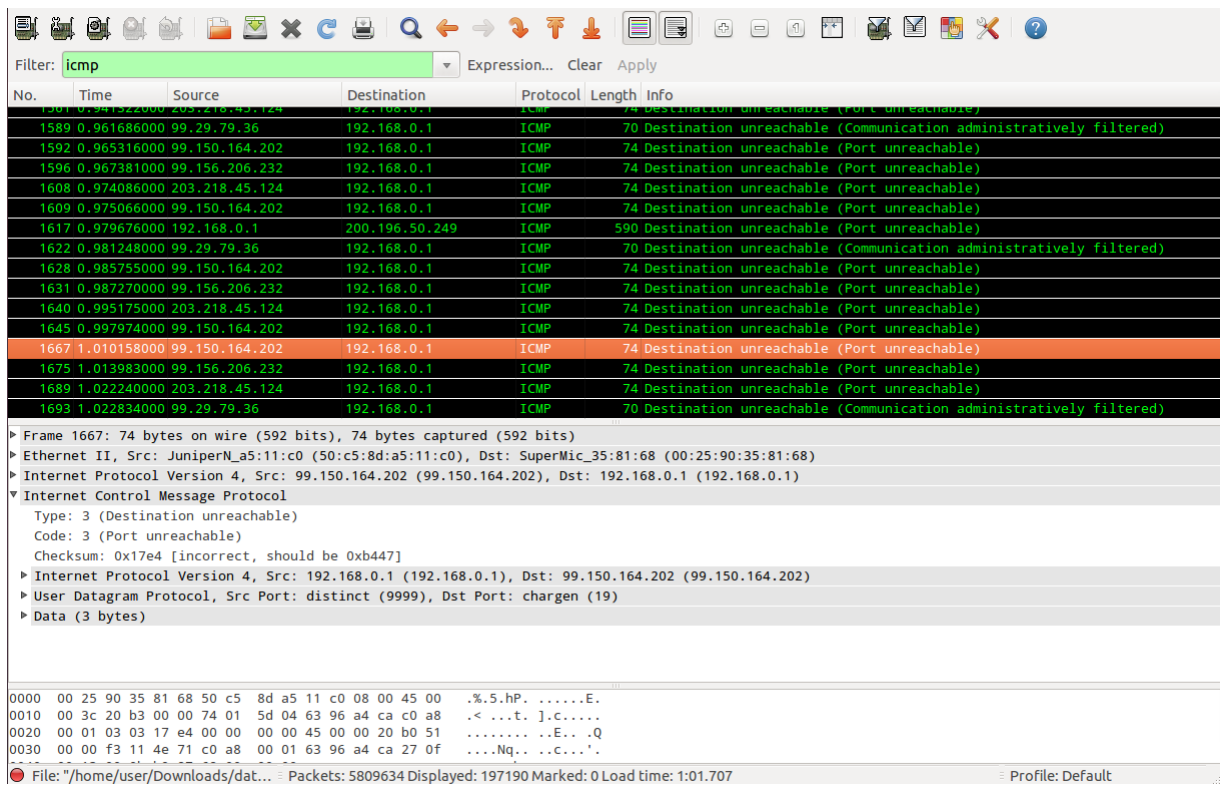 Filter: icmp Expression... Clear Apply
No. Time Source Destination Protocol Length Info
1561 0.941322000 203.218.45.124 192.168.0.1 ICMP 74 Destination unreachable (Port unreachable)
1589 0.961686000 99.29.79.36 192.168.0.1 ICMP 70 Destination unreachable (Communication administratively filtered)
1592 0.965316000 99.150.164.202 192.168.0.1 ICMP 74 Destination unreachable (Port unreachable)
1596 0.967381000 99.156.206.232 192.168.0.1 ICMP 74 Destination unreachable (Port unreachable)
1608 0.974086000 203.218.45.124 192.168.0.1 ICMP 74 Destination unreachable (Port unreachable)
1609 0.975066000 99.150.164.202 192.168.0.1 ICMP 74 Destination unreachable (Port unreachable)
1617 0.979676000 192.168.0.1 200.196.50.249 ICMP 590 Destination unreachable (Port unreachable)
1622 0.981248000 99.29.79.36 192.168.0.1 ICMP 70 Destination unreachable (Communication administratively filtered)
1628 0.985755000 99.150.164.202 192.168.0.1 ICMP 74 Destination unreachable (Port unreachable)
1631 0.987270000 99.156.206.232 192.168.0.1 ICMP 74 Destination unreachable (Port unreachable)
1640 0.995175000 203.218.45.124 192.168.0.1 ICMP 74 Destination unreachable (Port unreachable)
1645 0.997974000 99.150.164.202 192.168.0.1 ICMP 74 Destination unreachable (Port unreachable)
1667 1.010158000 99.150.164.202 192.168.0.1 ICMP 74 Destination unreachable (Port unreachable)
1675 1.013983000 99.156.206.232 192.168.0.1 ICMP 74 Destination unreachable (Port unreachable)
1689 1.022240000 203.218.45.124 192.168.0.1 ICMP 74 Destination unreachable (Port unreachable)
1693 1.022834000 99.29.79.36 192.168.0.1 ICMP 70 Destination unreachable (Communication administratively filtered)
Frame 1667: 74 bytes on wire (592 bits), 74 bytes captured (592 bits)
Ethernet II, Src: JuniperN_a5:11:c0 (50:c5:8d:a5:11:c0), Dst: SuperMic_35:81:68 (00:25:90:35:81:68)
Internet Protocol Version 4, Src: 99.150.164.202 (99.150.164.202), Dst: 192.168.0.1 (192.168.0.1)
Internet Control Message Protocol
Type: 3 (Destination unreachable)
Code: 3 (Port unreachable)
Checksum: 0x17e4 [incorrect, should be 0xb447]
Internet Protocol Version 4, Src: 192.168.0.1 (192.168.0.1), Dst: 99.150.164.202 (99.150.164.202)
User Datagram Protocol, Src Port: distinct (9999), Dst Port: chargen (19)
Data (3 bytes)
0000 00 25 90 35 81 68 50 c5 8d a5 11 c0 08 00 45 00 .%.5.hP. ......E.
0010 00 3c 20 b3 00 00 74 01 5d 04 63 96 a4 ca c0 a8 .< ...t. ].c.....
0020 00 01 03 03 17 e4 00 00 00 00 45 00 00 20 b0 51 ........ ..E.. .Q
0030 00 00 f3 11 4e 71 c0 a8 00 01 63 96 a4 ca 27 0f ....Nq.. ..c...'.
File: "/home/user/Downloads/dat... Packets: 5809634 Displayed: 197190 Marked: 0 Load time: 1:01.707 Profile: Default